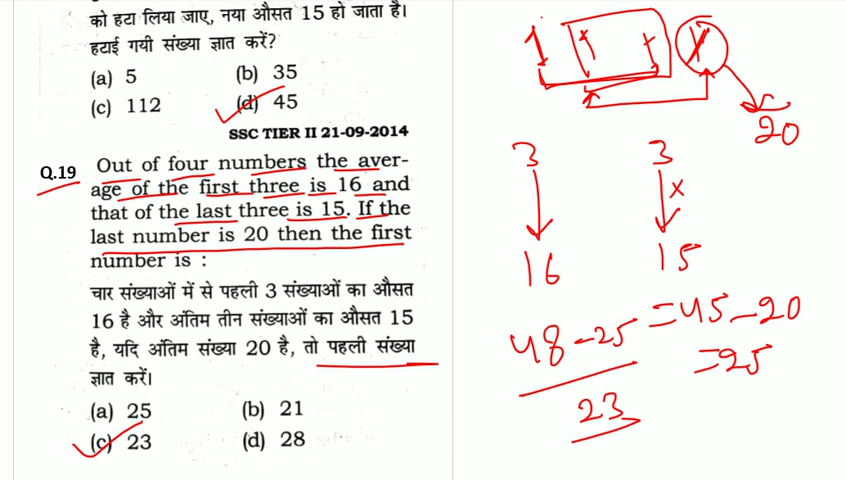 को हटा लिया जाए, नया औसत 15 हो जाता है।
हटाई गयी संख्या ज्ञात करें?
(a) 5 (b) 35
(c) 112 (d) 45
SSC TIER II 21-09-2014
Q.19 Out of four numbers the aver-
age of the first three is 16 and
that of the last three is 15. If the
last number is 20 then the first
number is :
चार संख्याओं में से पहली 3 संख्याओं का औसत
16 है और अंतिम तीन संख्याओं का औसत 15
है, यदि अंतिम संख्या 20 है, तो पहली संख्या
ज्ञात करें।
(a) 25 (b) 21
(c) 23 (d) 28
20
3 3
x
16 15
48-25 =45-20
=25
23